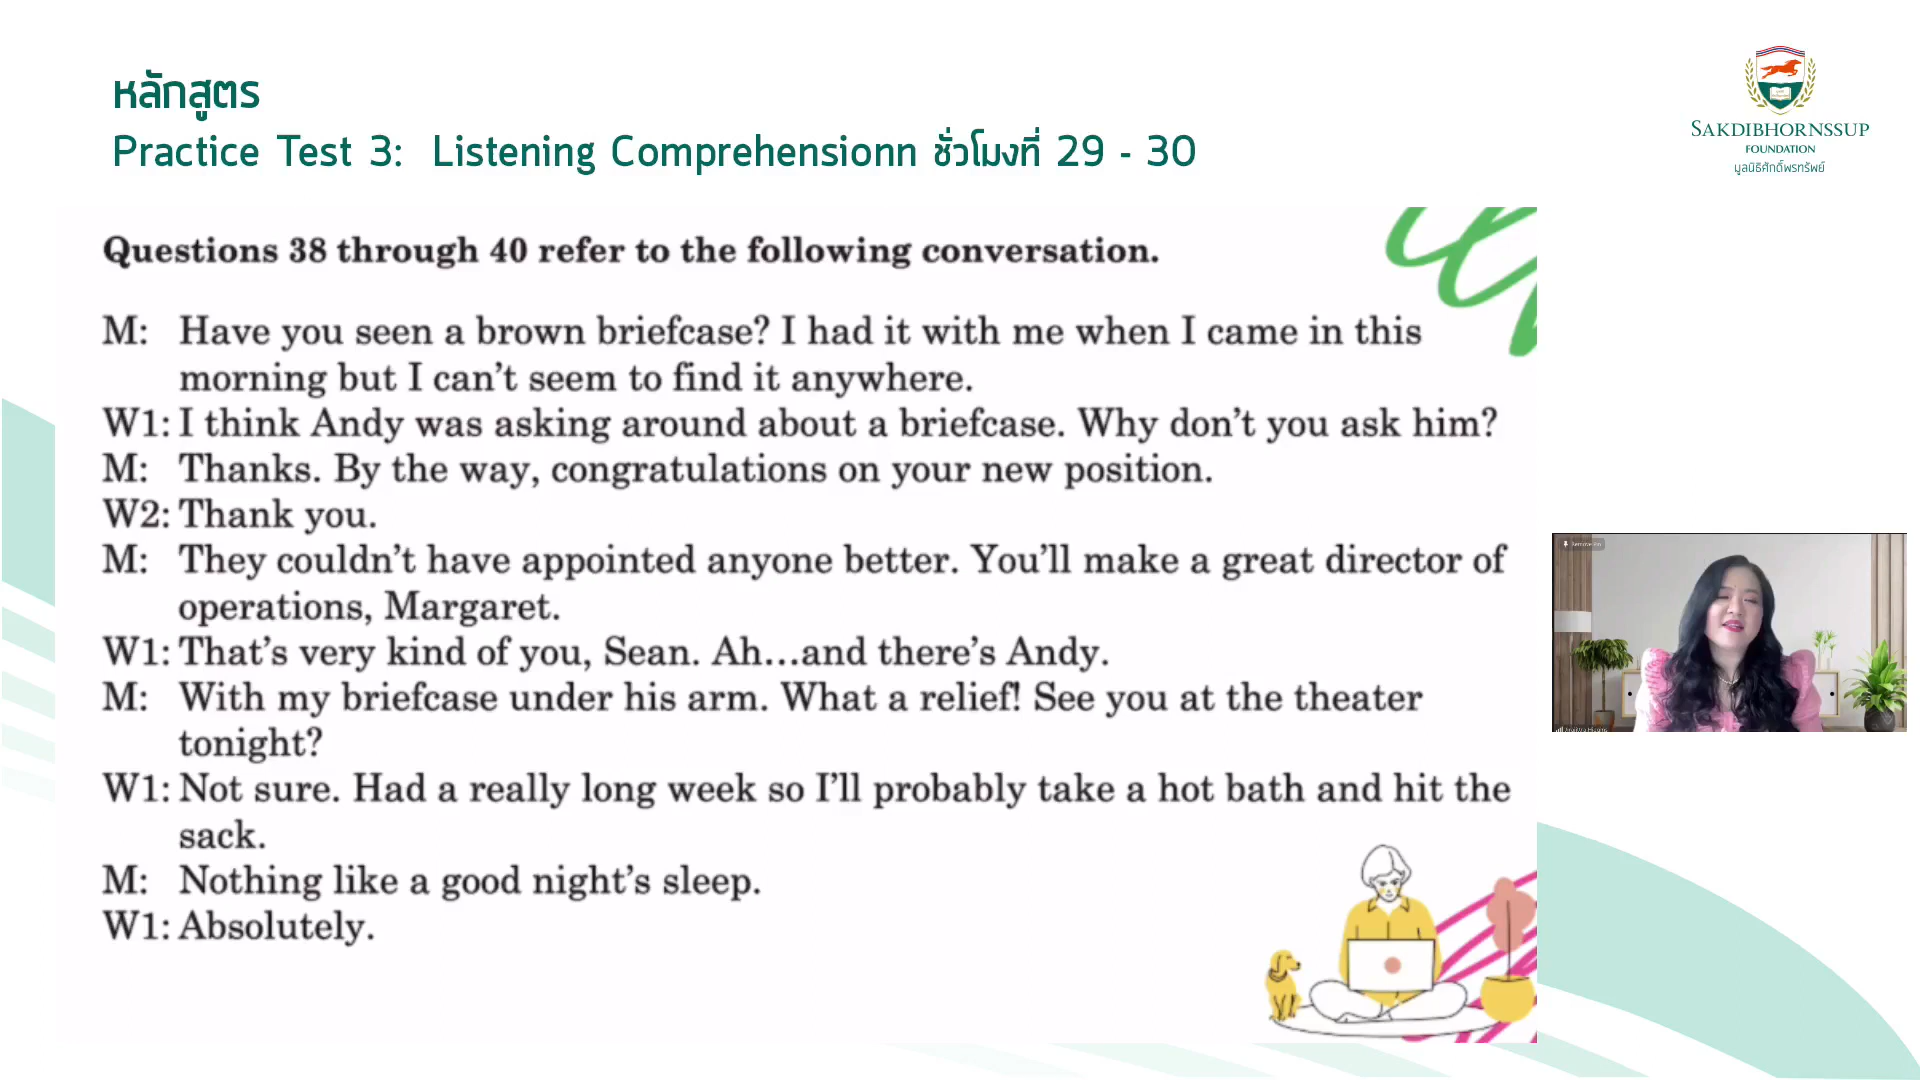 หลักสูตร
Practice Test 3: Listening Comprehensionn ชั่วโมงที่ 29 - 30
SAKDIBHORNSSUP
FOUNDATION
มูลนิธิศักดิ์พรทรัพย์
Questions 38 through 40 refer to the following conversation.
M: Have you seen a brown briefcase? I had it with me when I came in this
morning but I can't seem to find it anywhere.
W1: I think Andy was asking around about a briefcase. Why don't you ask him?
M: Thanks. By the way, congratulations on your new position.
W2: Thank you.
M: They couldn't have appointed anyone better. You'll make a great director of
operations, Margaret.
W1: That's very kind of you, Sean. Ah...and there's Andy.
M: With my briefcase under his arm. What a relief! See you at the theater
tonight?
W1: Not sure. Had a really long week so I'll probably take a hot bath and hit the
sack.
M: Nothing like a good night's sleep.
W1: Absolutely.